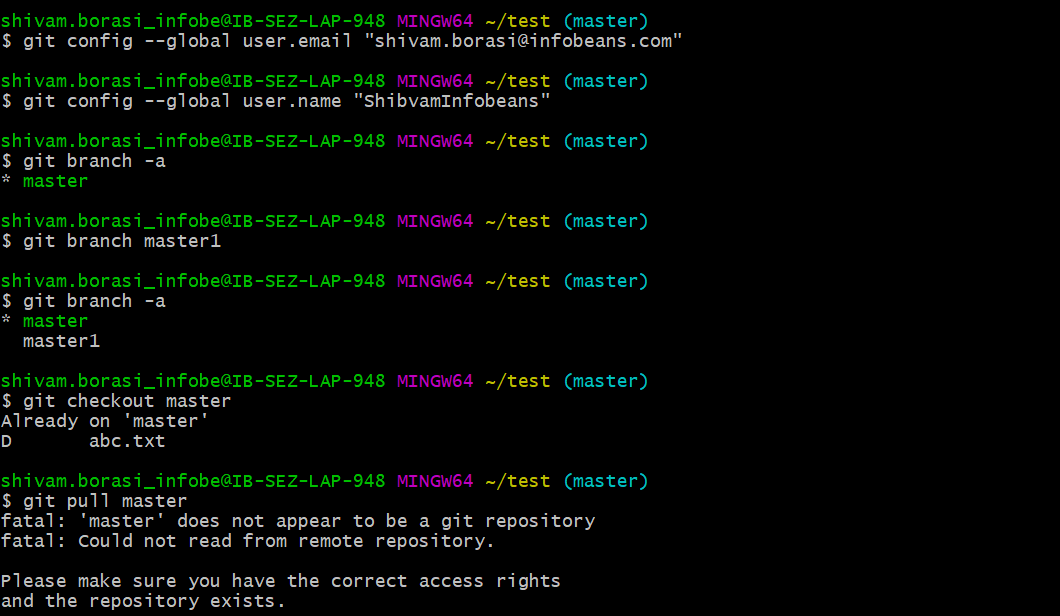 shivam.borasi_infobe@IB-SEZ-LAP-948 MINGW64 ~/test (master)
$ git config --global user.email "shivam.borasi@infobeans.com"
shivam.borasi_infobe@IB-SEZ-LAP-948 MINGW64 ~/test (master)
$ git config --global user.name "ShibvamInfobeans"
shivam.borasi_infobe@IB-SEZ-LAP-948 MINGW64 ~/test (master)
$ git branch -a
* master
shivam.borasi_infobe@IB-SEZ-LAP-948 MINGW64 ~/test (master)
$ git branch master1
shivam.borasi_infobe@IB-SEZ-LAP-948 MINGW64 ~/test (master)
$ git branch -a
* master
  master1
shivam.borasi_infobe@IB-SEZ-LAP-948 MINGW64 ~/test (master)
$ git checkout master
Already on 'master'
D       abc.txt
shivam.borasi_infobe@IB-SEZ-LAP-948 MINGW64 ~/test (master)
$ git pull master
fatal: 'master' does not appear to be a git repository
fatal: Could not read from remote repository.
Please make sure you have the correct access rights
and the repository exists.